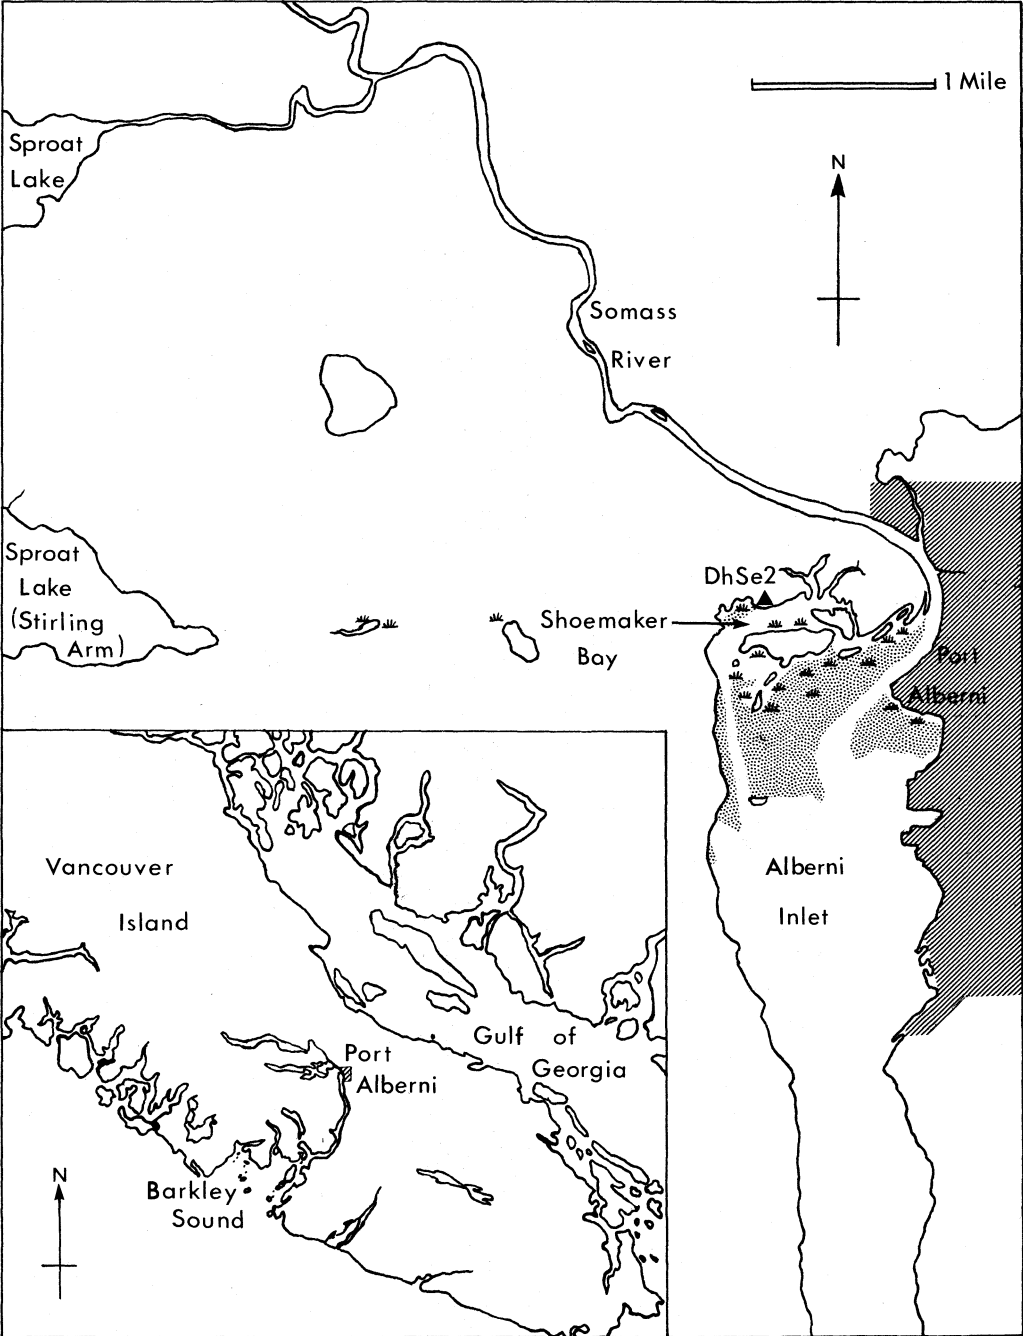 1 Mile
Sproat
Lake
N
Somass
River
Sproat
Lake
(Stirling
Arm)
DhSe2
Shoemaker
Bay
Port
Alberni
Alberni
Inlet
Vancouver
Island
Gulf of
Georgia
Port
Alberni
N
Barkley
Sound